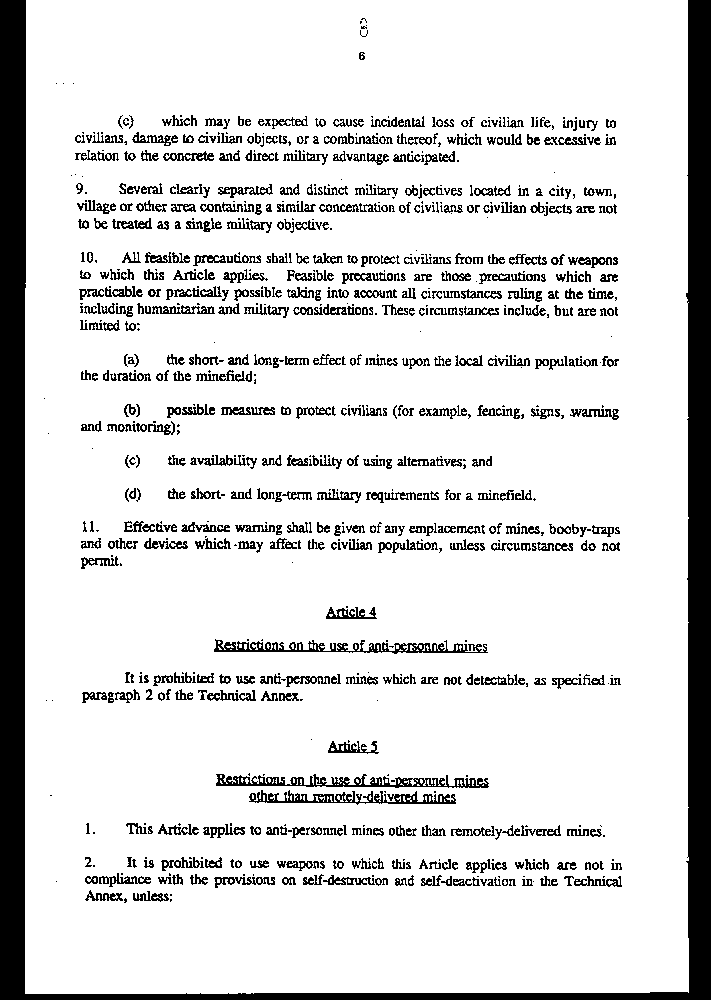 8
6
(c) which may be expected to cause incidental loss of civilian life, injury to
civilians, damage to civilian objects, or a combination thereof, which would be excessive in
relation to the concrete and direct military advantage anticipated.
9. Several clearly separated and distinct military objectives located in a city, town,
village or other area containing a similar concentration of civilians or civilian objects are not
to be treated as a single military objective.
10. All feasible precautions shall be taken to protect civilians from the effects of weapons
to which this Article applies. Feasible precautions are those precautions which are
practicable or practically possible taking into account all circumstances ruling at the time,
including humanitarian and military considerations. These circumstances include, but are not
limited to:
(a) the short- and long-term effect of mines upon the local civilian population for
the duration of the minefield;
(b) possible measures to protect civilians (for example, fencing, signs, warning
and monitoring);
(c) the availability and feasibility of using alternatives; and
(d) the short- and long-term military requirements for a minefield.
11. Effective advance warning shall be given of any emplacement of mines, booby-traps
and other devices which may affect the civilian population, unless circumstances do not
permit.
Article 4
Restrictions on the use of anti-personnel mines
It is prohibited to use anti-personnel mines which are not detectable, as specified in
paragraph 2 of the Technical Annex.
Article 5
Restrictions on the use of anti-personnel mines
other than remotely-delivered mines
1. This Article applies to anti-personnel mines other than remotely-delivered mines.
2. It is prohibited to use weapons to which this Article applies which are not in
compliance with the provisions on self-destruction and self-deactivation in the Technical
Annex, unless: